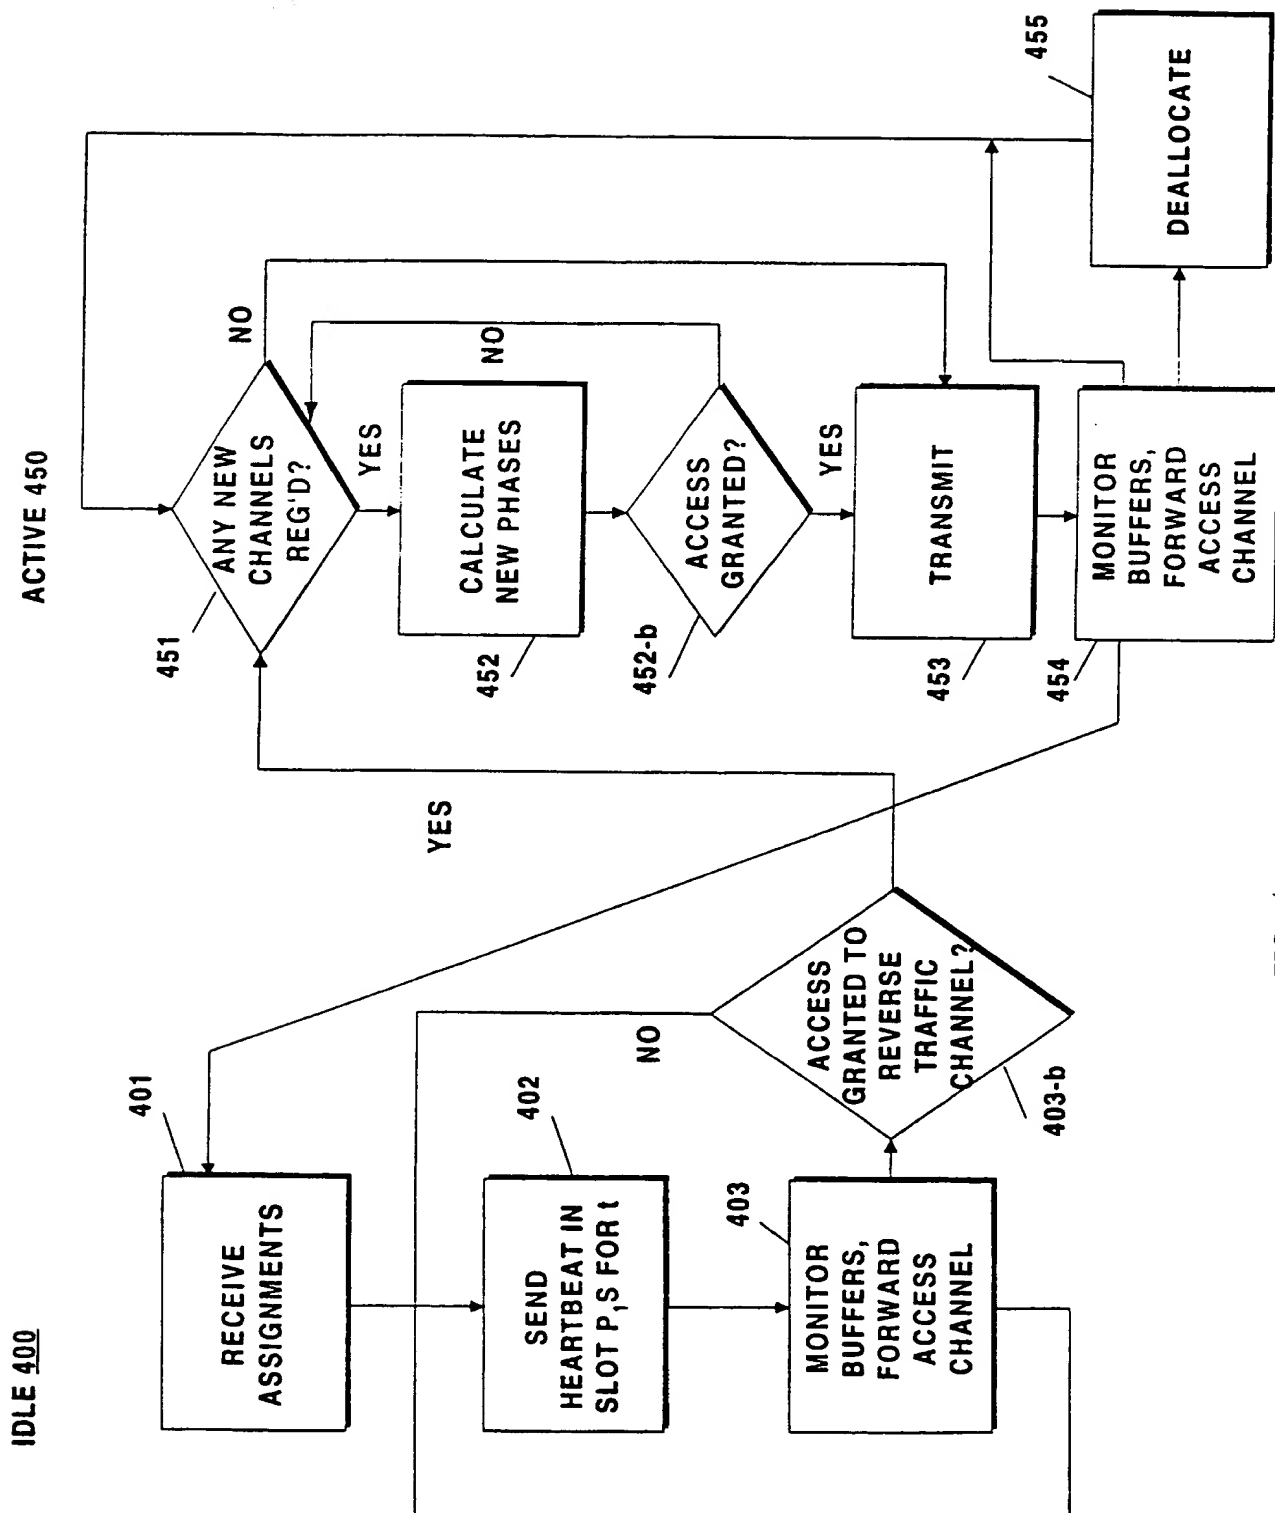 IDLE 400
401
RECEIVE
ASSIGNMENTS
402
SEND
HEARTBEAT IN
SLOT P,S FOR t
403
MONITOR
BUFFERS,
FORWARD
ACCESS
CHANNEL
ACCESS
GRANTED TO
REVERSE
TRAFFIC
CHANNEL?
403-b
NO
YES
ACTIVE 450
451
ANY NEW
CHANNELS
REG'D?
NO
YES
452
CALCULATE
NEW PHASES
NO
452-b
ACCESS
GRANTED?
YES
453
TRANSMIT
454
MONITOR
BUFFERS,
FORWARD
ACCESS
CHANNEL
455
DEALLOCATE